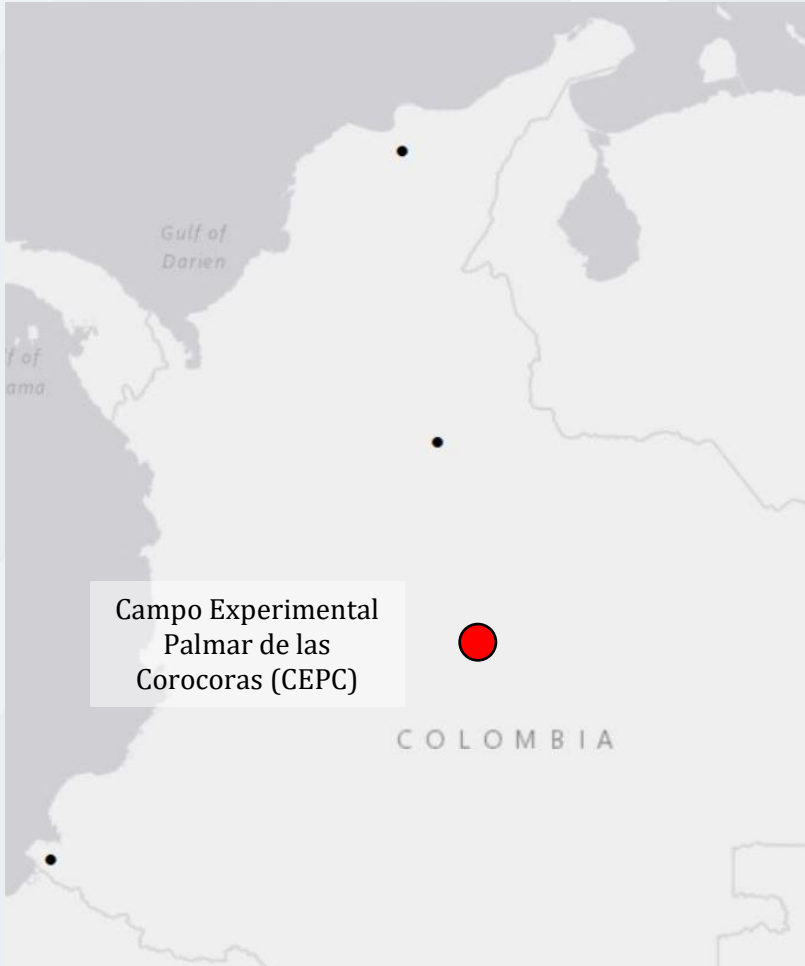 Gulf of
Darien
f of
ama
Campo Experimental
Palmar de las
Corocoras (CEPC)
COLOMBIA